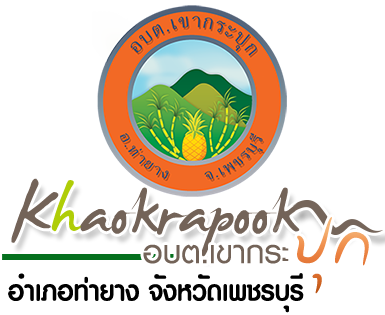 อบต.เขากระปุก
อ.ท่ายาง จ.เพชรบุรี
Khaokrapook
อบต.เขากระปุก
อำเภอท่ายาง จังหวัดเพชรบุรี